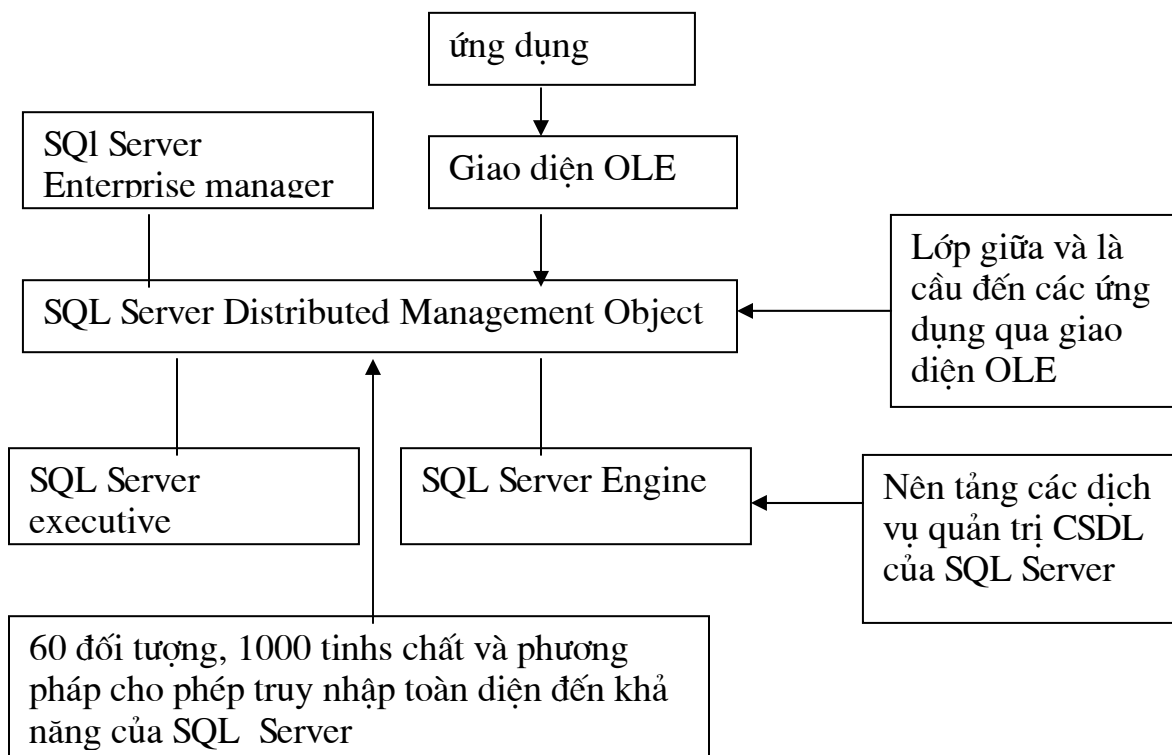 ứng dụng
SQl Server
Enterprise manager
Giao diện OLE
Lớp giữa và là
cầu đến các ứng
dụng qua giao
diện OLE
SQL Server Distributed Management Object
SQL Server
executive
SQL Server Engine
Nên tảng các dịch
vụ quản trị CSDL
của SQL Server
60 đối tượng, 1000 tinhs chất và phương
pháp cho phép truy nhập toàn diện đến khả
năng của SQL Server